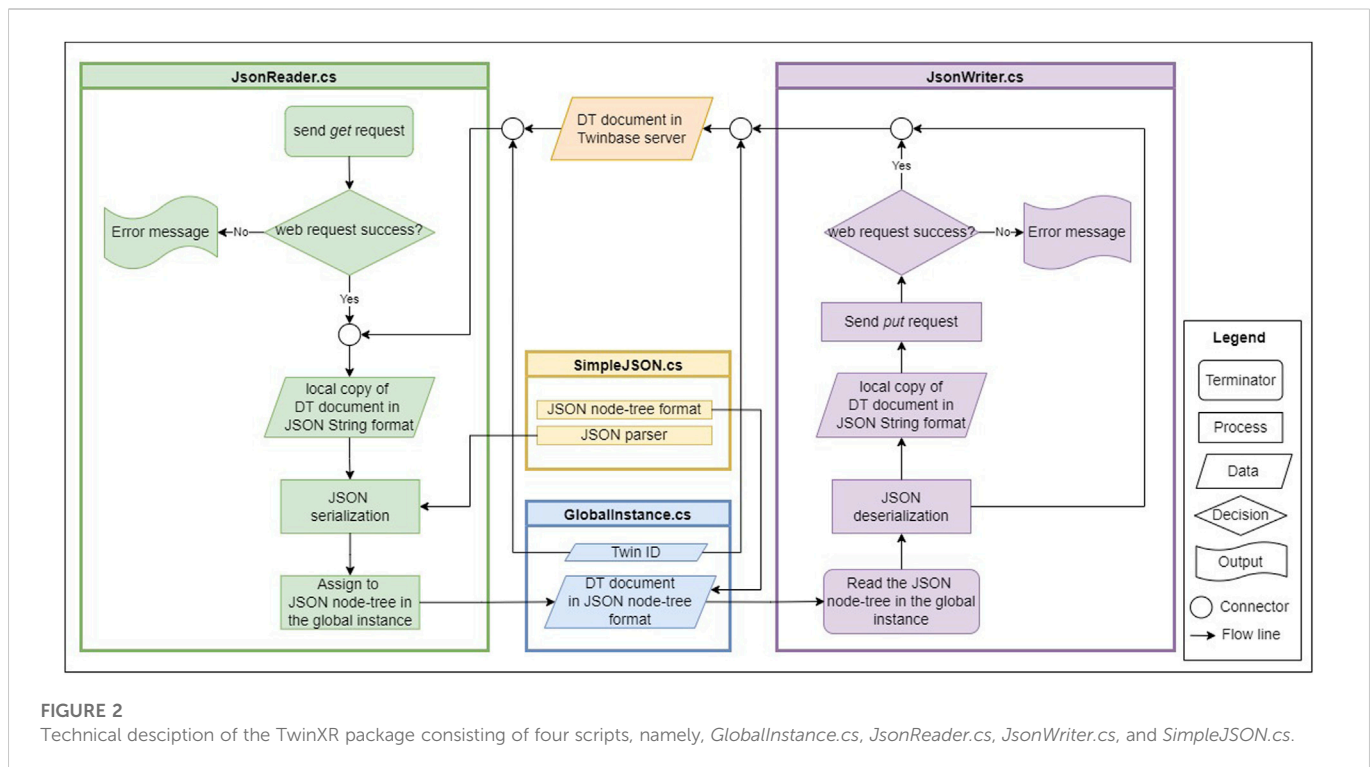 JsonReader.cs
send get request
web request success?
No
Error message
Yes
local copy of
DT document in
JSON String format
JSON
serialization
Assign to
JSON node-tree in
the global instance
DT document in
Twinbase server
SimpleJSON.cs
JSON node-tree format
JSON parser
GlobalInstance.cs
Twin ID
DT document
in JSON node-tree
format
JsonWriter.cs
Yes
web request success?
No
Error message
Send put request
local copy of
DT document in
JSON String format
JSON
deserialization
Read the JSON
node-tree in the global
instance
Legend
Terminator
Process
Data
Decision
Output
Connector
Flow line
FIGURE 2
Technical desciption of the TwinXR package consisting of four scripts, namely, GlobalInstance.cs, JsonReader.cs, JsonWriter.cs, and SimpleJSON.cs.